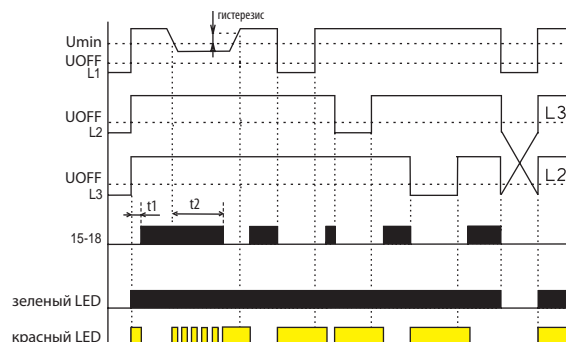 гистерезис
Umin
UOFF
L1
UOFF
L2
L3
UOFF
L3
L2
t1
t2
15-18
зеленый LED
красный LED